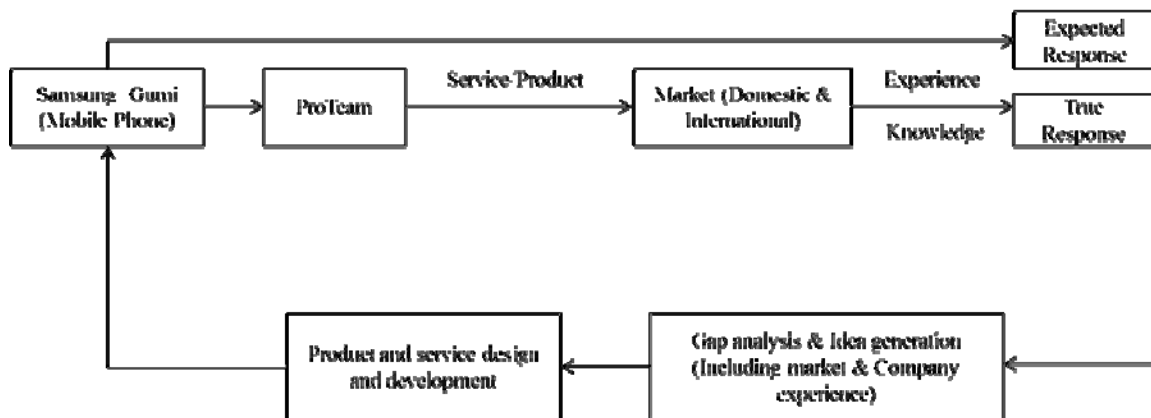 Expected
Response
Samsung Gumi
(Mobile Phone)
ProTeam
Service-Product
Market (Domestic &
International)
Experience
Knowledge
True
Response
Product and service design
and development
Gap analysis & Idea generation
(Including market & Company
experience)